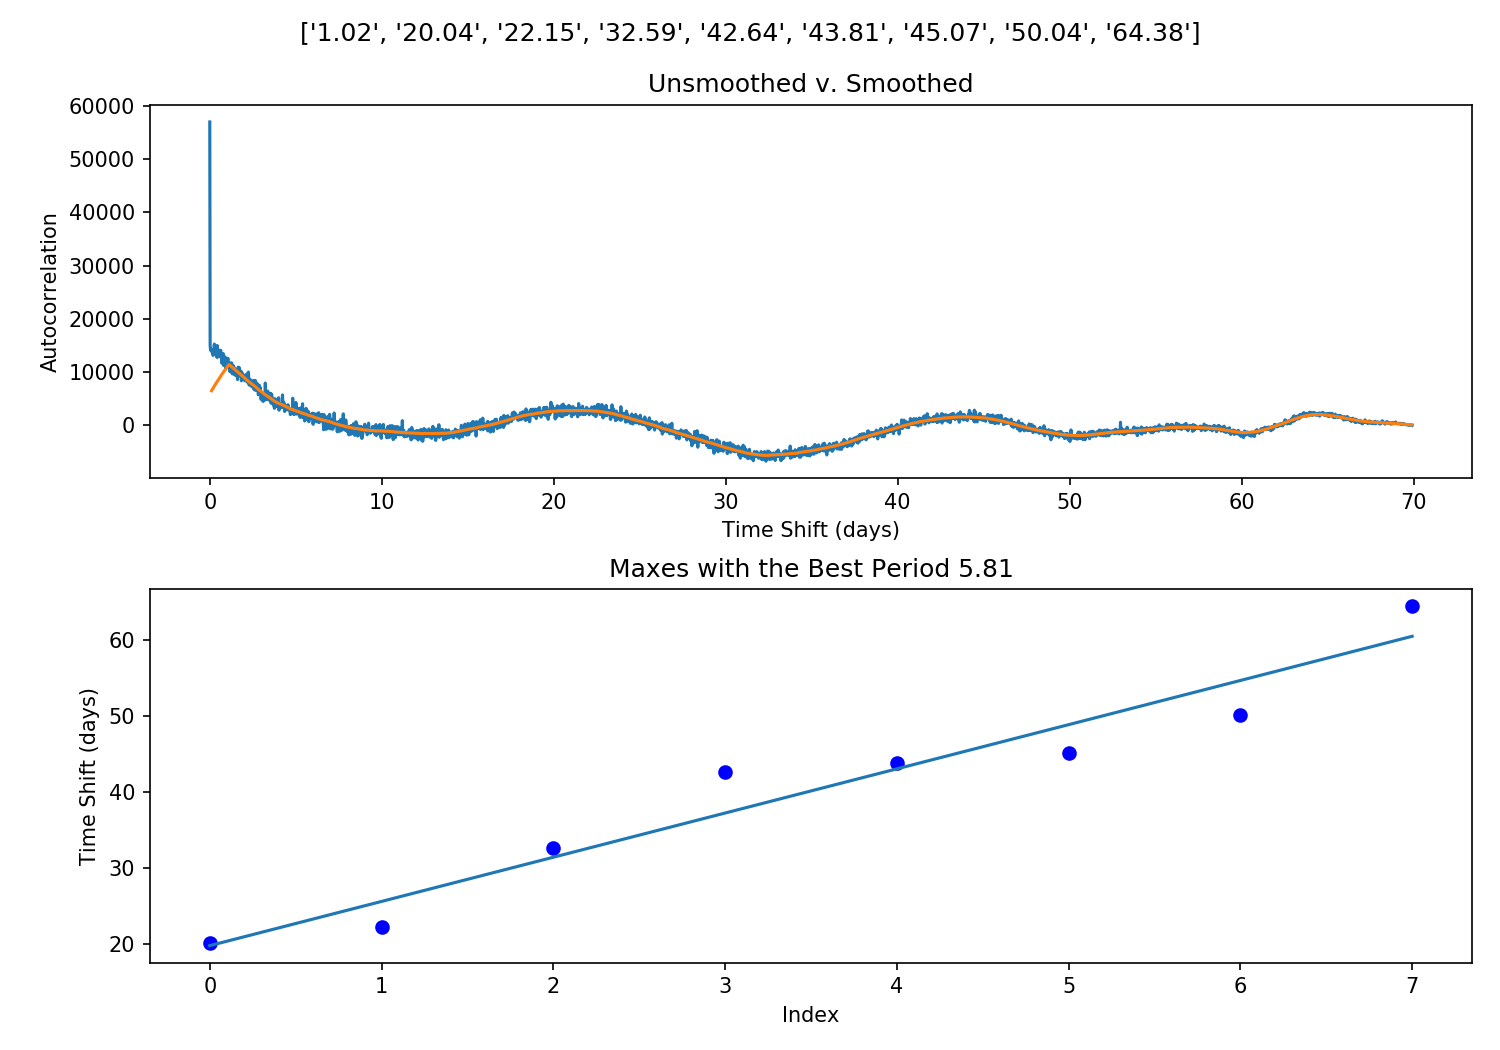 ['1.02', '20.04', '22.15', '32.59', '42.64', '43.81', '45.07', '50.04', '64.38']
Unsmoothed v. Smoothed
60000
50000
40000
30000
20000
10000
0
Autocorrelation
0 10 20 30 40 50 60 70
Time Shift (days)
Maxes with the Best Period 5.81
60
50
40
30
20
Time Shift (days)
0 1 2 3 4 5 6 7
Index